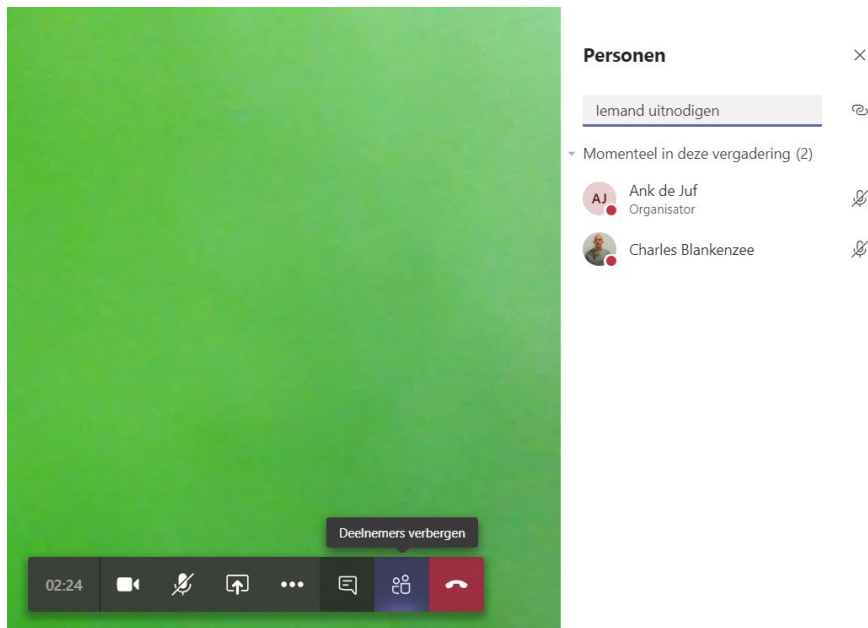 Personen
Iemand uitnodigen
Momenteel in deze vergadering (2)
AJ
Ank de Juf
Organisator
Charles Blankenzee
Deelnemers verbergen
02:24